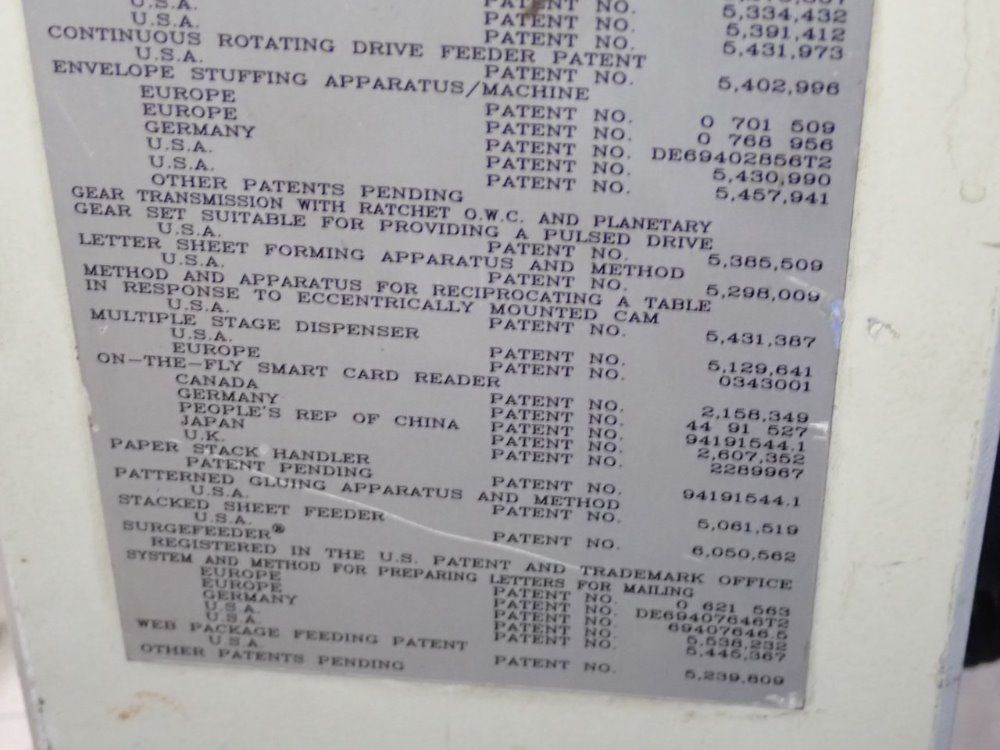 PATENT NO. 5,334,432
U.S.A. PATENT NO. 5,391,412
U.S.A. PATENT NO. 5,431,973
CONTINUOUS ROTATING DRIVE FEEDER PATENT
U.S.A. PATENT NO. 5,402,996
ENVELOPE STUFFING APPARATUS/MACHINE
EUROPE PATENT NO. 0 701 509
EUROPE PATENT NO. 0 768 956
GERMANY PATENT NO. DE69402856T2
U.S.A. PATENT NO. 5,430,990
U.S.A. PATENT NO. 5,457,941
OTHER PATENTS PENDING
GEAR TRANSMISSION WITH RATCHET O.W.C. AND PLANETARY
GEAR SET SUITABLE FOR PROVIDING A PULSED DRIVE
U.S.A. PATENT NO. 5,385,509
LETTER SHEET FORMING APPARATUS AND METHOD
U.S.A. PATENT NO. 5,298,009
METHOD AND APPARATUS FOR RECIPROCATING A TABLE
IN RESPONSE TO ECCENTRICALLY MOUNTED CAM
U.S.A. PATENT NO. 5,431,387
MULTIPLE STAGE DISPENSER
U.S.A. PATENT NO. 5,129,641
EUROPE PATENT NO. 0343001
ON-THE-FLY SMART CARD READER
CANADA PATENT NO. 2,158,349
GERMANY PATENT NO. 44 91 527
PEOPLE'S REP OF CHINA PATENT NO. 94191544.1
JAPAN PATENT NO. 2,607,352
U.K. PATENT NO. 2289967
PAPER STACK HANDLER
PATENT PENDING PATENT NO. 94191544.1
PATTERNED GLUING APPARATUS AND METHOD
U.S.A. PATENT NO. 5,061,519
STACKED SHEET FEEDER
U.S.A. PATENT NO. 6,050,562
SURGEFEEDER®
REGISTERED IN THE U.S. PATENT AND TRADEMARK OFFICE
SYSTEM AND METHOD FOR PREPARING LETTERS FOR MAILING
EUROPE PATENT NO. 0 621 563
EUROPE PATENT NO. DE69407646T2
GERMANY PATENT NO. 69407646.5
U.S.A. PATENT NO. 5,538,232
U.S.A. PATENT NO. 5,445,367
WEB PACKAGE FEEDING PATENT
U.S.A. PATENT NO. 5,239,809
OTHER PATENTS PENDING